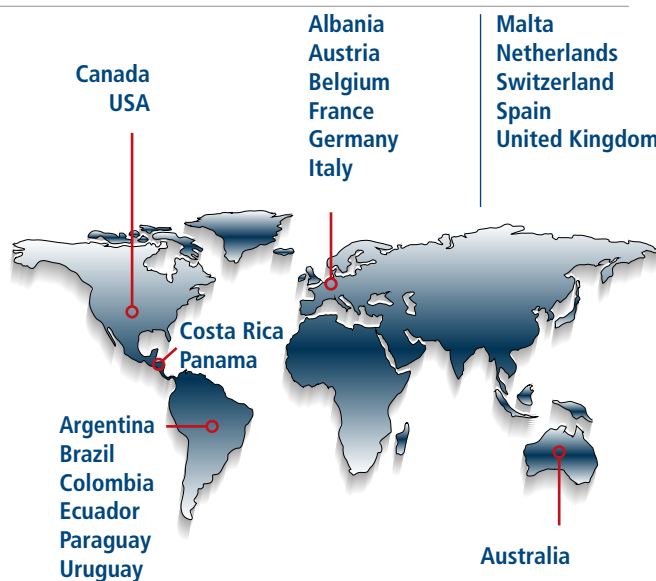 Albania
Austria
Belgium
France
Germany
Italy
Malta
Netherlands
Switzerland
Spain
United Kingdom
Canada
USA
Costa Rica
Panama
Argentina
Brazil
Colombia
Ecuador
Paraguay
Uruguay
Australia